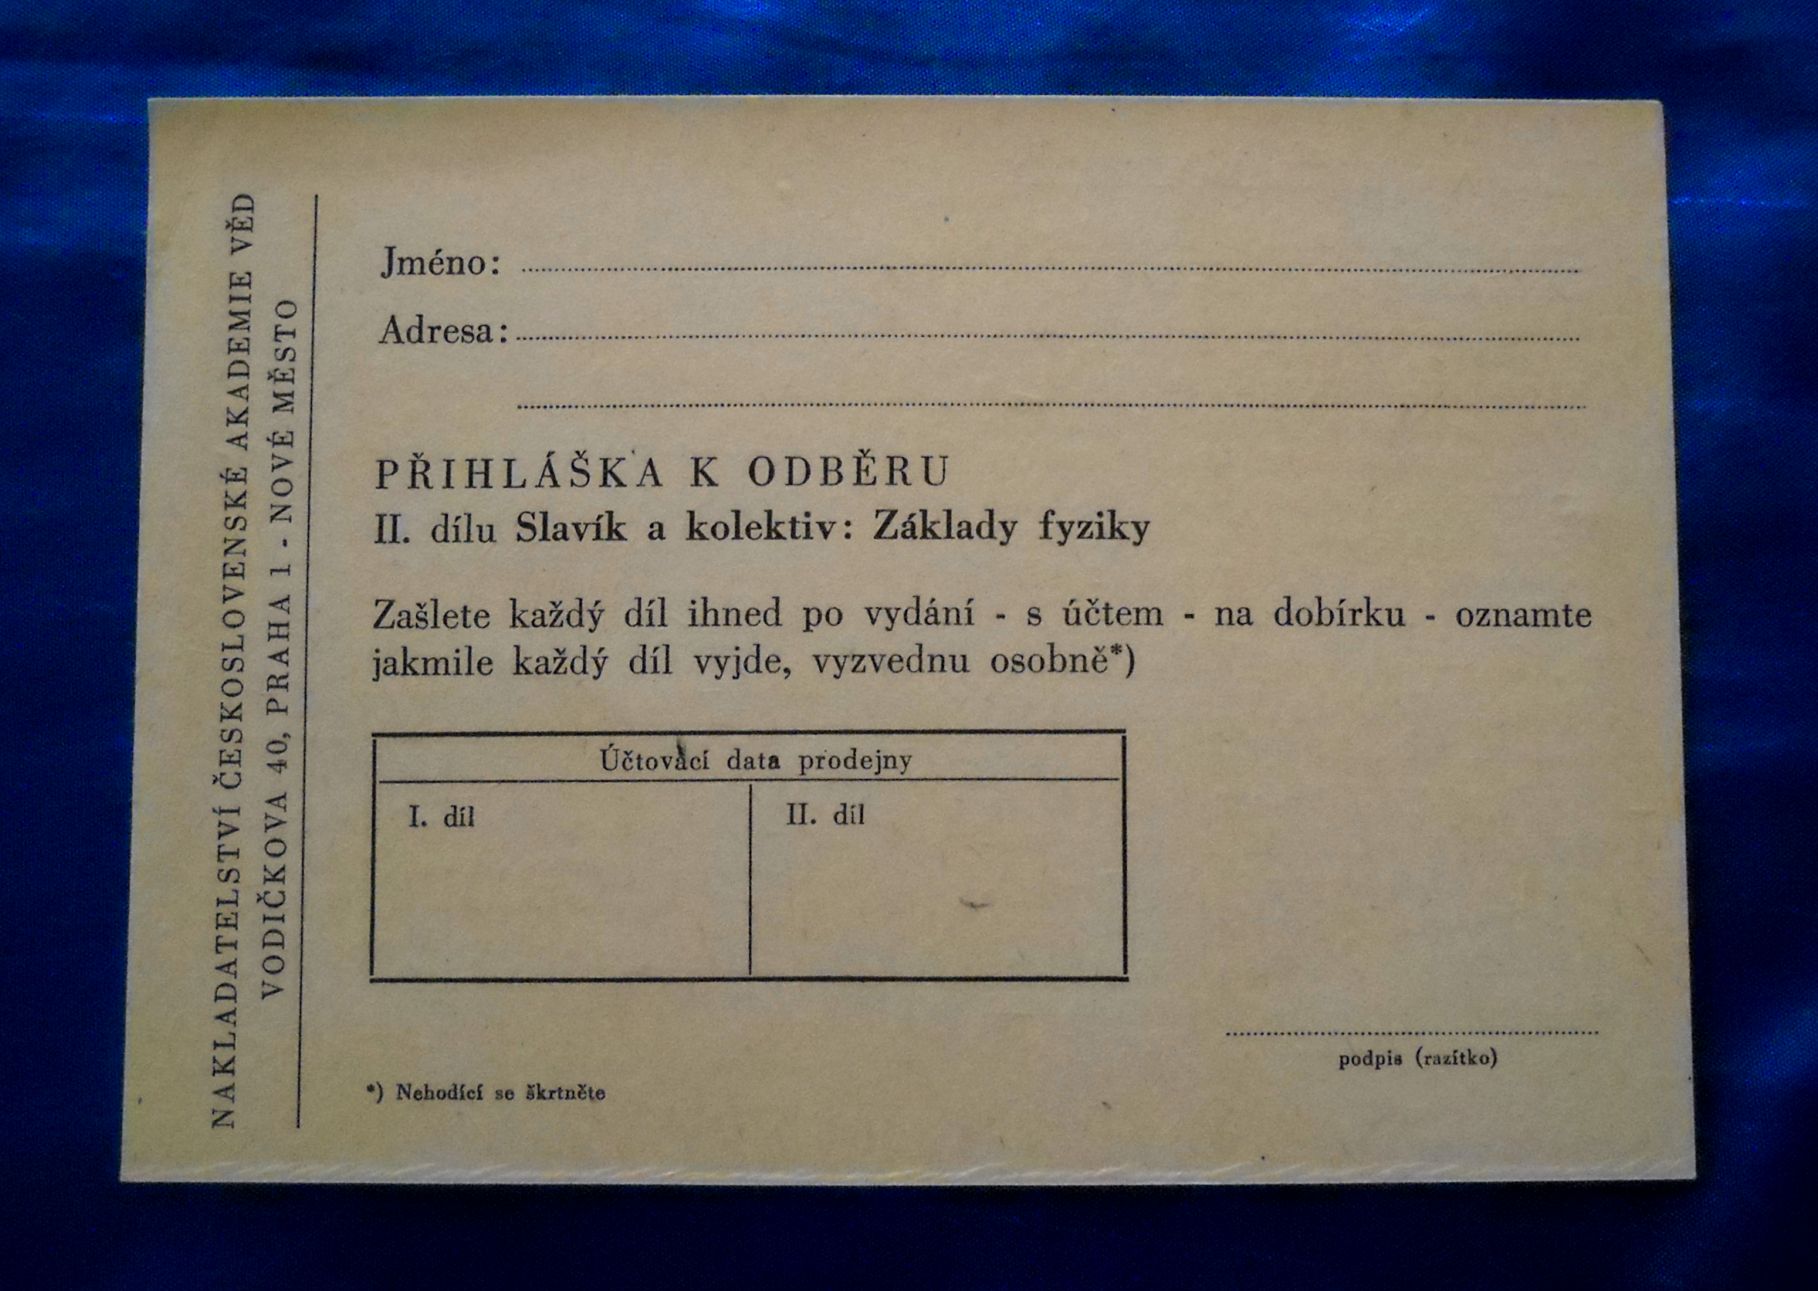 NAKLADATELSTVÍ ČESKOSLOVENSKÉ AKADEMIE VĚD
VODIČKOVA 40, PRAHA 1 - NOVÉ MĚSTO
Jméno:
Adresa:
PŘIHLÁŠKA K ODBĚRU
II. dílu Slavík a kolektiv: Základy fyziky
Zašlete každý díl ihned po vydání - s účtem - na dobírku - oznamte
jakmile každý díl vyjde, vyzvednu osobně*)
Účtovací data prodejny
I. díl
II. díl
podpis (razítko)
*) Nehodící se škrtněte